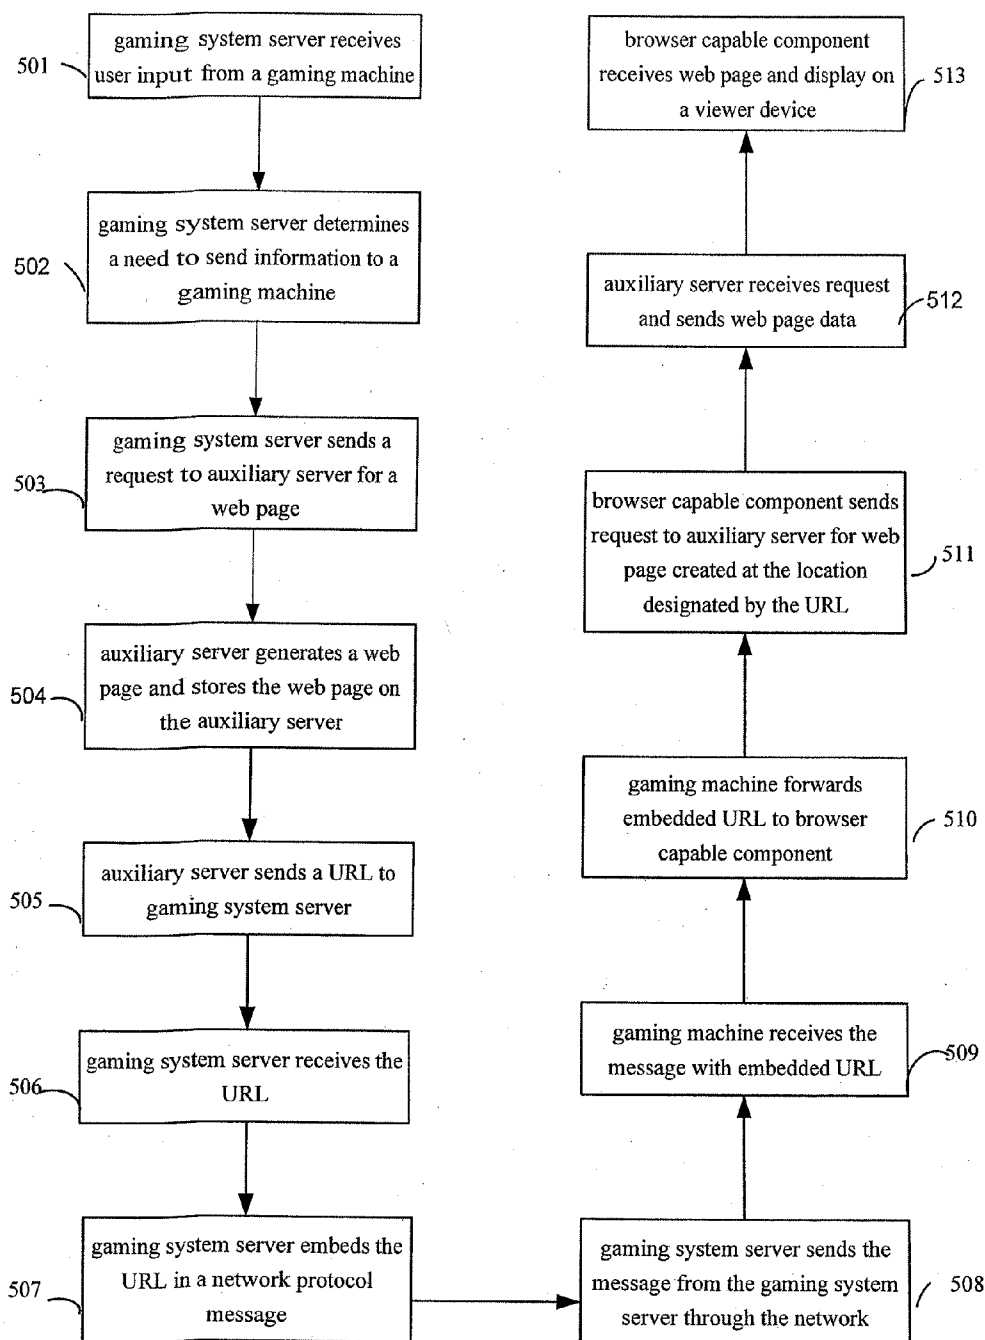 501
gaming system server receives
user input from a gaming machine
502
gaming system server determines
a need to send information to a
gaming machine
503
gaming system server sends a
request to auxiliary server for a
web page
504
auxiliary server generates a web
page and stores the web page on
the auxiliary server
505
auxiliary server sends a URL to
gaming system server
506
gaming system server receives the
URL
507
gaming system server embeds the
URL in a network protocol
message
gaming system server sends the
message from the gaming system
server through the network
508
gaming machine receives the
message with embedded URL
509
gaming machine forwards
embedded URL to browser
capable component
510
browser capable component sends
request to auxiliary server for web
page created at the location
designated by the URL
511
auxiliary server receives request
and sends web page data
512
browser capable component
receives web page and display on
a viewer device
513